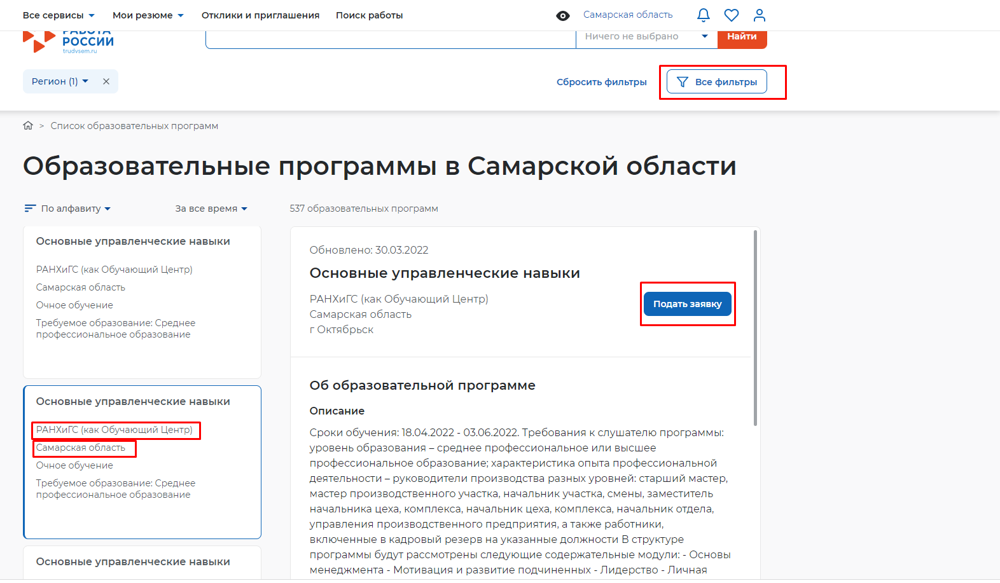 Все сервисы
Мои резюме
Отклики и приглашения
Поиск работы
Самарская область
РАБОТА
РОССИИ
trudvsem.ru
Ничего не выбрано
Найти
Регион (1)
Сбросить фильтры
Все фильтры
> Список образовательных программ
Образовательные программы в Самарской области
По алфавиту
За все время
537 образовательных программ
Основные управленческие навыки
РАНХиГС (как Обучающий Центр)
Самарская область
Очное обучение
Требуемое образование: Среднее
профессиональное образование
Основные управленческие навыки
РАНХиГС (как Обучающий Центр)
Самарская область
Очное обучение
Требуемое образование: Среднее
профессиональное образование
Основные управленческие навыки
Обновлено: 30.03.2022
Основные управленческие навыки
РАНХиГС (как Обучающий Центр)
Самарская область
г Октябрьск
Подать заявку
Об образовательной программе
Описание
Сроки обучения: 18.04.2022 - 03.06.2022. Требования к слушателю программы:
уровень образования – среднее профессиональное или высшее
профессиональное образование; характеристика опыта профессиональной
деятельности – руководители производства разных уровней: старший мастер,
мастер производственного участка, начальник участка, смены, заместитель
начальника цеха, комплекса, начальник цеха, комплекса, начальник отдела,
управления производственного предприятия, а также работники,
включенные в кадровый резерв на указанные должности В структуре
программы будут рассмотрены следующие содержательные модули: - Основы
менеджмента - Мотивация и развитие подчиненных - Лидерство - Личная